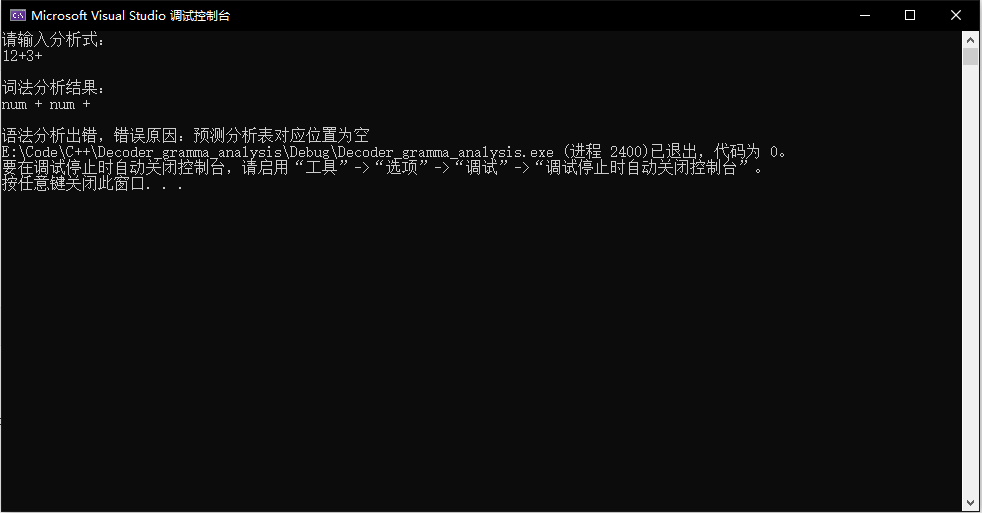 Microsoft Visual Studio 调试控制台
请输入分析式:
12+3+
词法分析结果:
num + num +
语法分析出错，错误原因: 预测分析表对应位置为空
E:\Code\C++\Decoder_gramma_analysis\Debug\Decoder_gramma_analysis.exe (进程 2400)已退出，代码为 0。
要在调试停止时自动关闭控制台，请启用“工具”->“选项”->“调试”->“调试停止时自动关闭控制台”。
按任意键关闭此窗口. . .